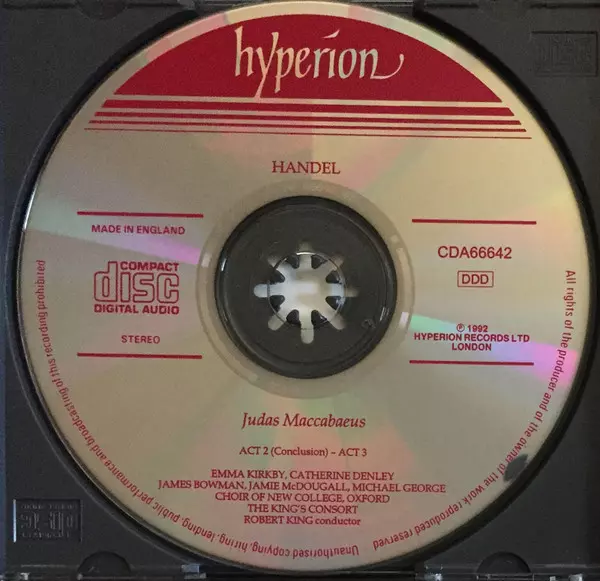 hyperion
HANDEL
MADE IN ENGLAND
COMPACT
disc
DIGITAL AUDIO
STEREO
CDA66642
DDD
℗ 1992
HYPERION RECORDS LTD
LONDON
Judas Maccabaeus
ACT 2 (Conclusion) – ACT 3
EMMA KIRKBY, CATHERINE DENLEY
JAMES BOWMAN, JAMIE McDOUGALL, MICHAEL GEORGE
CHOIR OF NEW COLLEGE, OXFORD
THE KING'S CONSORT
ROBERT KING conductor
All rights of the producer and of the owner of the work reproduced reserved
Unauthorised copying, hiring, lending, public performance and broadcasting of this recording prohibited